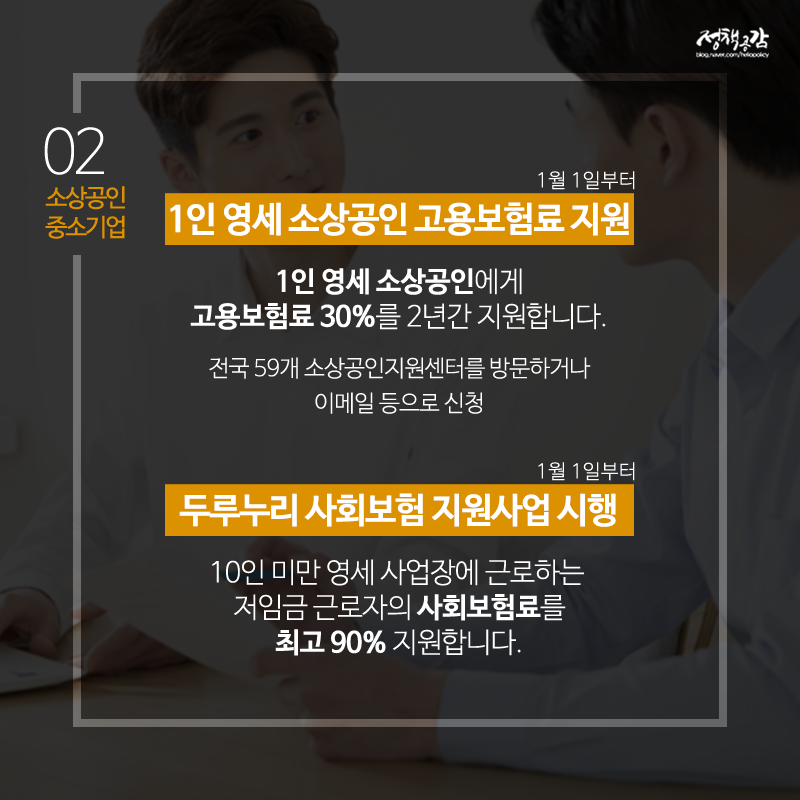 정책공감
blog.naver.com/hellopolicy
02
소상공인
중소기업
1월 1일부터
1인 영세 소상공인 고용보험료 지원
1인 영세 소상공인에게
고용보험료 30%를 2년간 지원합니다.
전국 59개 소상공인지원센터를 방문하거나
이메일 등으로 신청
1월 1일부터
두루누리 사회보험 지원사업 시행
10인 미만 영세 사업장에 근로하는
저임금 근로자의 사회보험료를
최고 90% 지원합니다.